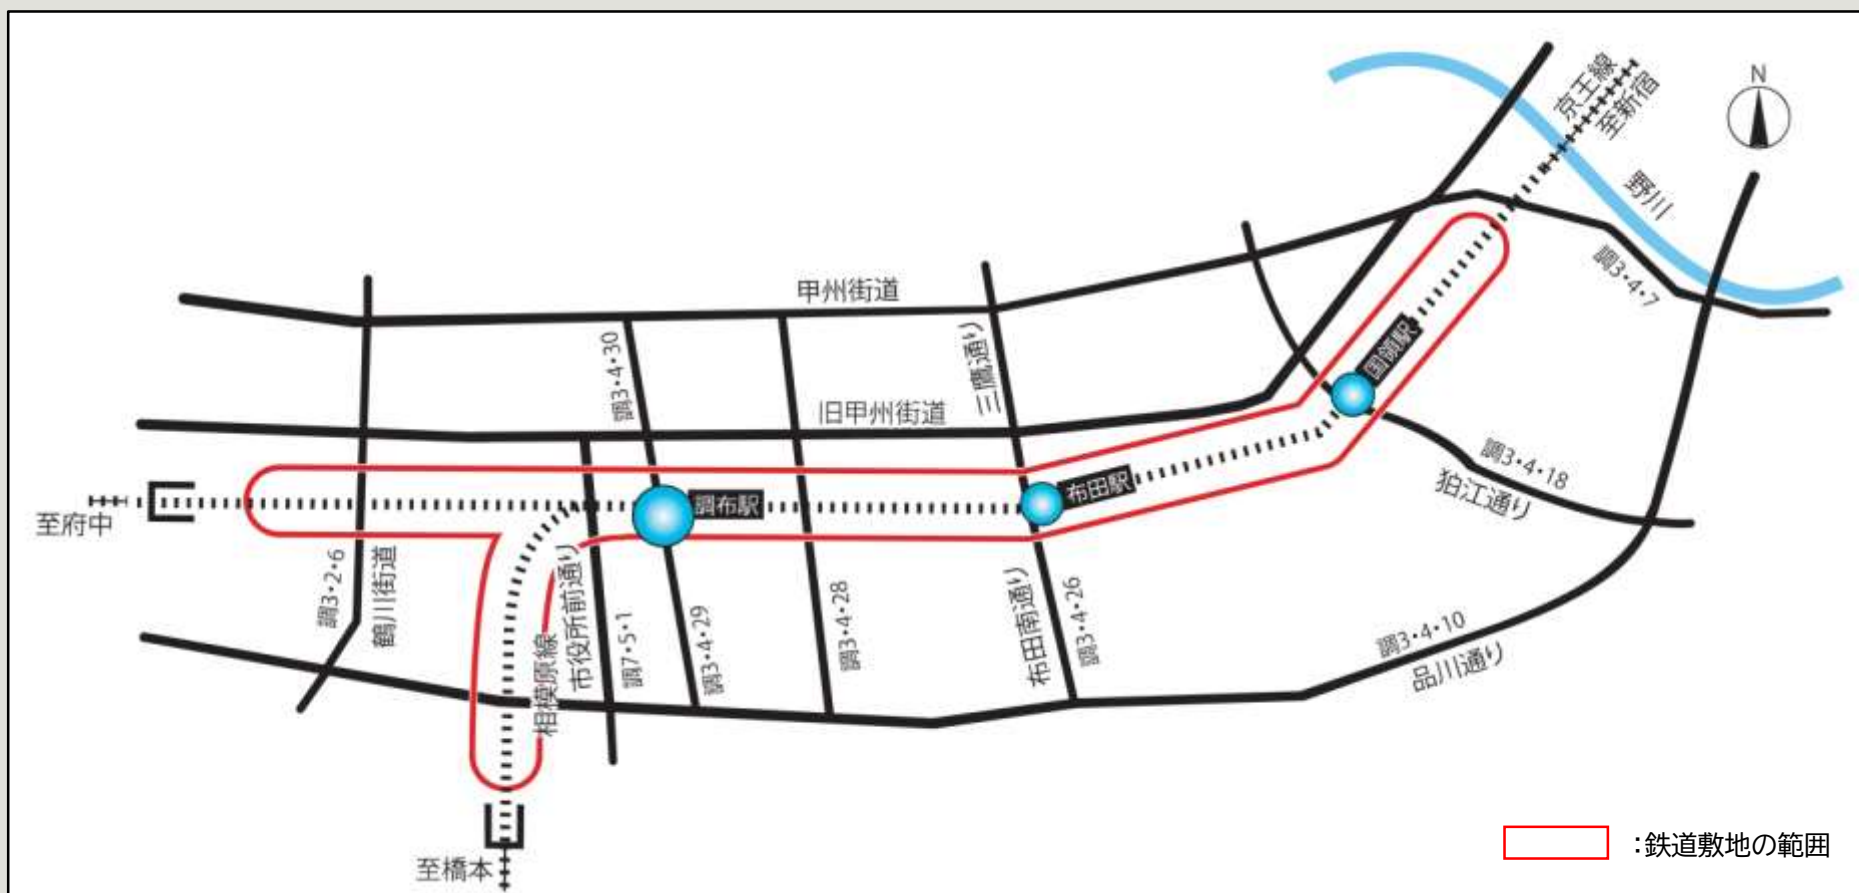 京王線
至新宿
N
野川
調3・4・7
甲州街道
三鷹通り
調3・4・30
旧甲州街道
国領駅
調布駅
布田駅
至府中
調3・4・18
狛江通り
調3・2・6
鶴川街道
相模原線
市役所前通り
調7・5・1
調3・4・29
調3・4・28
布田南通り
調3・4・26
調3・4・10
品川通り
至橋本
:鉄道敷地の範囲